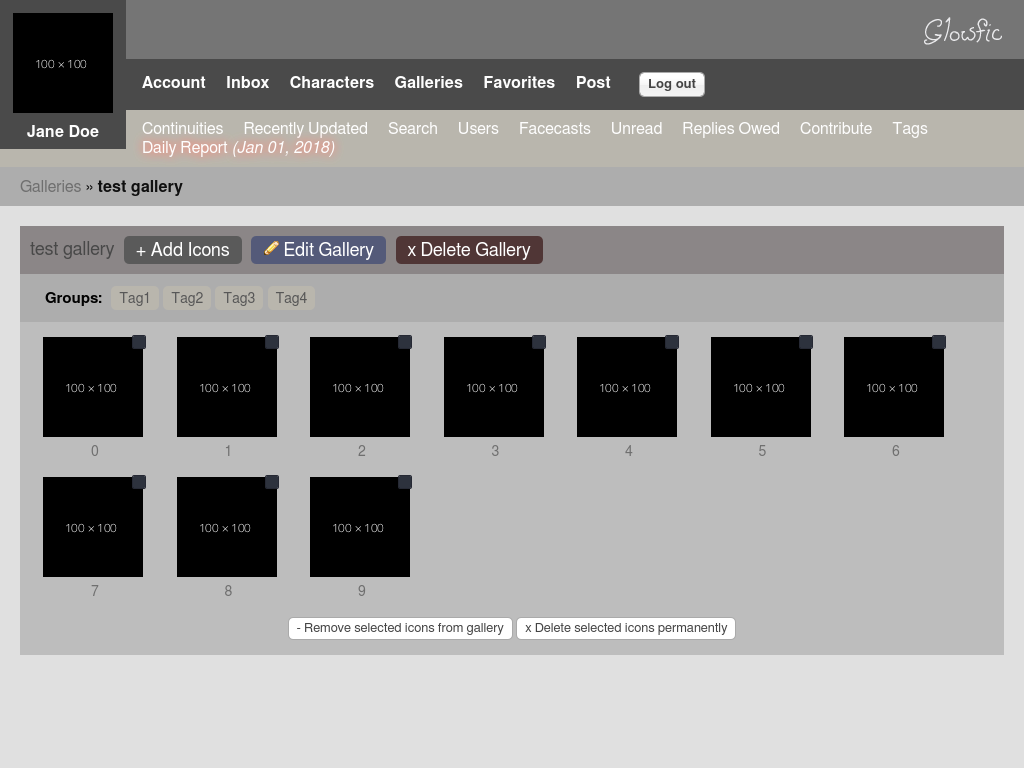 Glowfic
100 × 100
Jane Doe
Account Inbox Characters Galleries Favorites Post Log out
Continuities Recently Updated Search Users Facecasts Unread Replies Owed Contribute Tags
Daily Report (Jan 01, 2018)
Galleries » test gallery
test gallery + Add Icons Edit Gallery x Delete Gallery
Groups: Tag1 Tag2 Tag3 Tag4
100 × 100 100 × 100 100 × 100 100 × 100 100 × 100 100 × 100 100 × 100
0 1 2 3 4 5 6
100 × 100 100 × 100 100 × 100
7 8 9
- Remove selected icons from gallery x Delete selected icons permanently